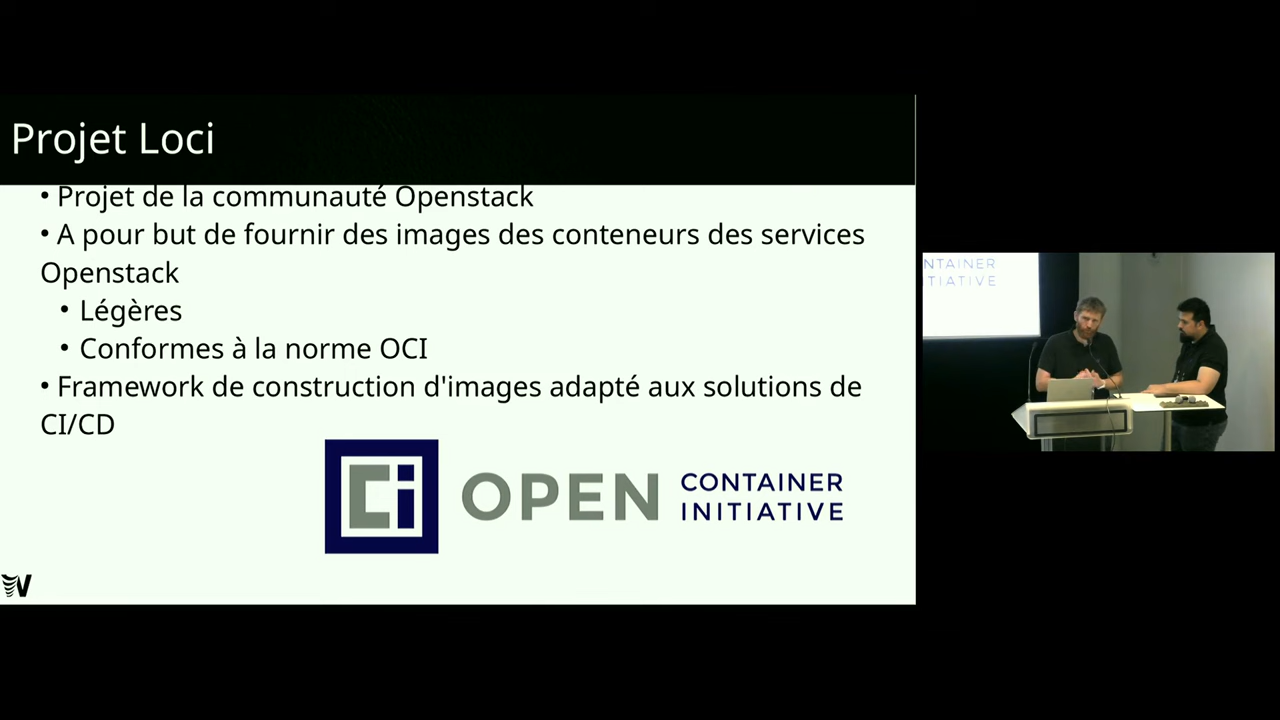 Projet Loci
• Projet de la communauté Openstack
• A pour but de fournir des images des conteneurs des services
Openstack
• Légères
• Conformes à la norme OCI
• Framework de construction d'images adapté aux solutions de
CI/CD
Ci OPEN CONTAINER
INITIATIVE
NTAINER
TIATIVE